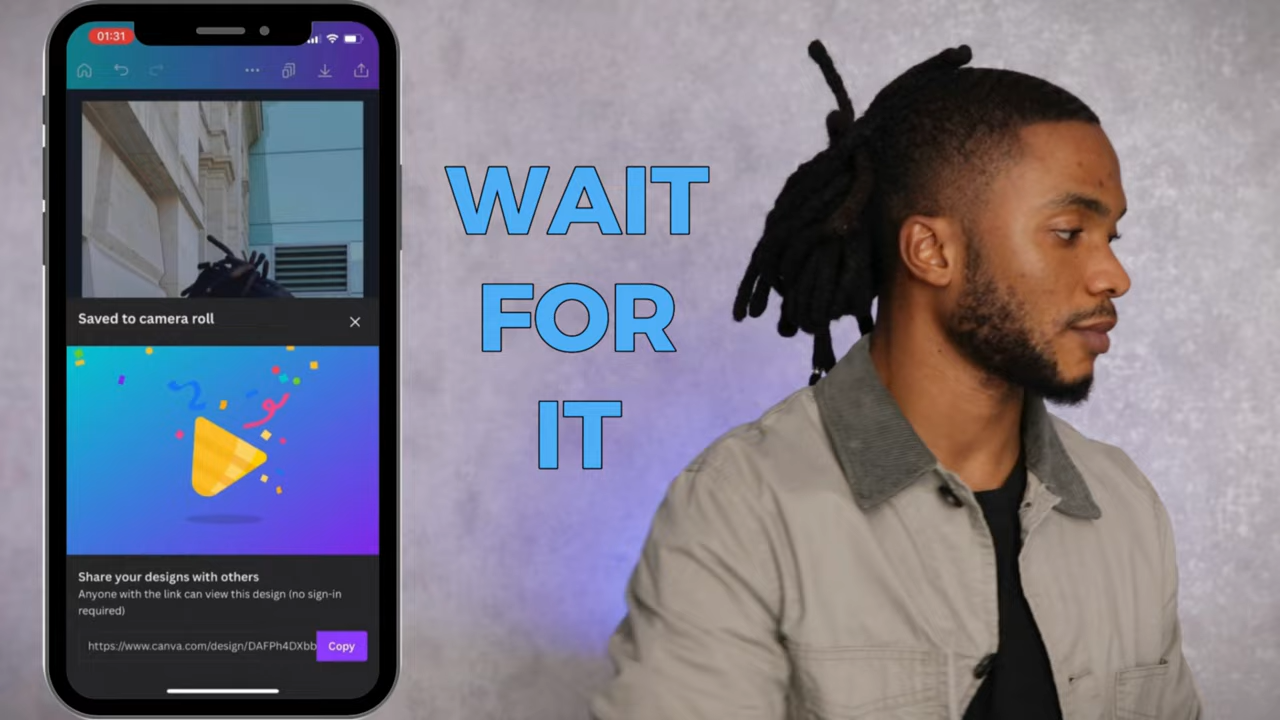 01:31
Saved to camera roll
Share your designs with others
Anyone with the link can view this design (no sign-in
required)
https://www.canva.com/design/DAFPh4DXbb
Copy
WAIT
FOR
IT